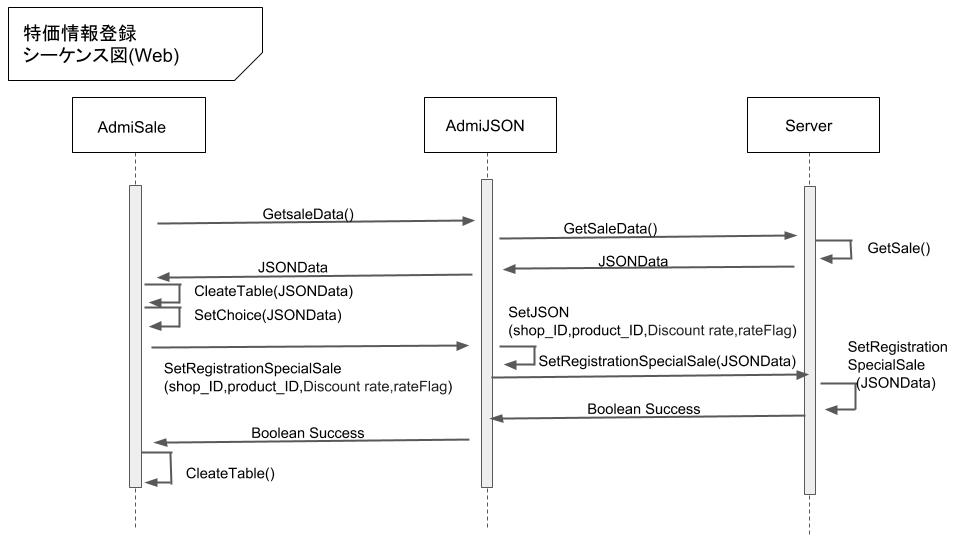 特価情報登録
シーケンス図(Web)
AdmiSale
AdmiJSON
Server
GetsaleData()
GetSaleData()
GetSale()
JSONData
JSONData
CleateTable(JSONData)
SetChoice(JSONData)
SetJSON
(shop_ID,product_ID,Discount rate,rateFlag)
SetRegistrationSpecialSale
(shop_ID,product_ID,Discount rate,rateFlag)
SetRegistrationSpecialSale(JSONData)
SetRegistration
SpecialSale
(JSONData)
Boolean Success
Boolean Success
CleateTable()